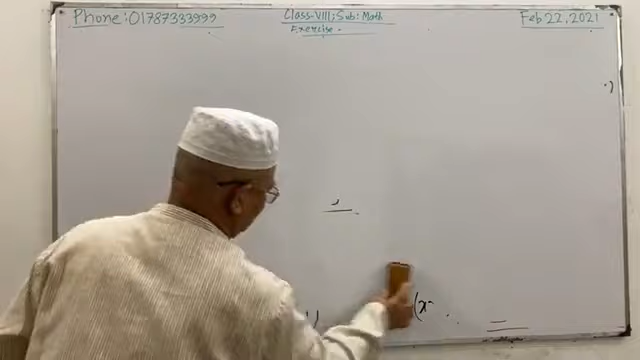 Phone: 01787333999
Class-VIII; Sub: Math
Exercise-
Feb 22, 2021
(x-